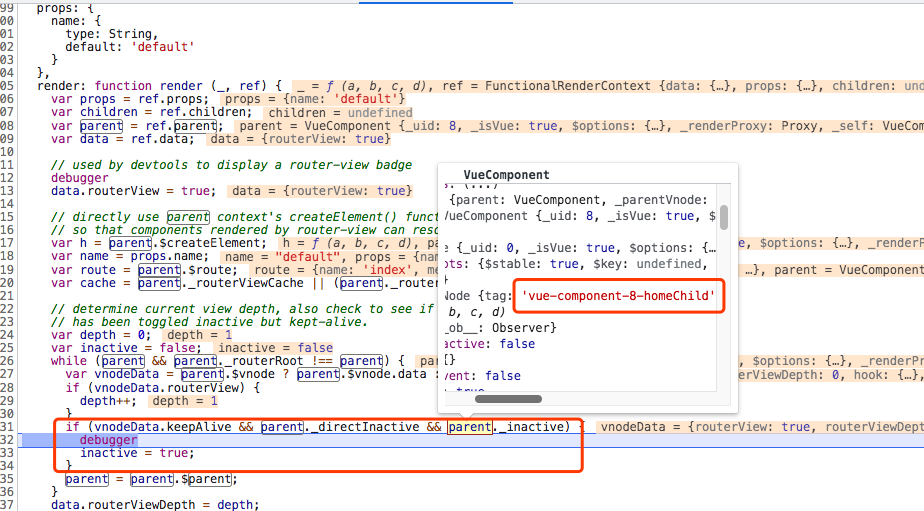 99 props: {
00 name: {
01 type: String,
02 default: 'default'
03 }
04 },
05 render: function render (_, ref) { _ = ƒ (a, b, c, d), ref = FunctionalRenderContext {data: {…}, props: {…}, children: und
06 var props = ref.props; props = {name: 'default'}
07 var children = ref.children; children = undefined
08 var parent = ref.parent; parent = VueComponent {_uid: 8, _isVue: true, $options: {…}, _renderProxy: Proxy, _self: VueCom
09 var data = ref.data; data = {routerView: true}
10
11 // used by devtools to display a router-view badge
12 debugger
13 data.routerView = true; data = {routerView: true}
14
15 // directly use parent context's createElement() funct
16 // so that components rendered by router-view can reso
17 var h = parent.$createElement; h = ƒ (a, b, c, d), pa e, $options: {…}, _renderP
18 var name = props.name; name = "default", props = {na
19 var route = parent.$route; route = {name: 'index', me …}, parent = VueComponent
20 var cache = parent._routerViewCache || (parent._router
21
22 // determine current view depth, also check to see if
23 // has been toggled inactive but kept-alive.
24 var depth = 0; depth = 1
25 var inactive = false; inactive = false
26 while (parent && parent._routerRoot !== parent) { par $options: {…}, _renderPr
27 var vnodeData = parent.$vnode ? parent.$vnode.data : erViewDepth: 0, hook: {…},
28 if (vnodeData.routerView) {
29 depth++; depth = 1
30 }
31 if (vnodeData.keepAlive && parent._directInactive && parent._inactive) { vnodeData = {routerView: true, routerViewDept
32 debugger
33 inactive = true;
34 }
35 parent = parent.$parent;
36 }
37 data.routerViewDepth = depth;
VueComponent
s: (...)
{parent: VueComponent, _parentVnode:
VueComponent {_uid: 8, _isVue: true, $
e {_uid: 0, _isVue: true, $options: {…
ots: {$stable: true, $key: undefined,
Node {tag: 'vue-component-8-homeChild'
b, c, d)
_ob__: Observer}
active: false
{}
vent: false